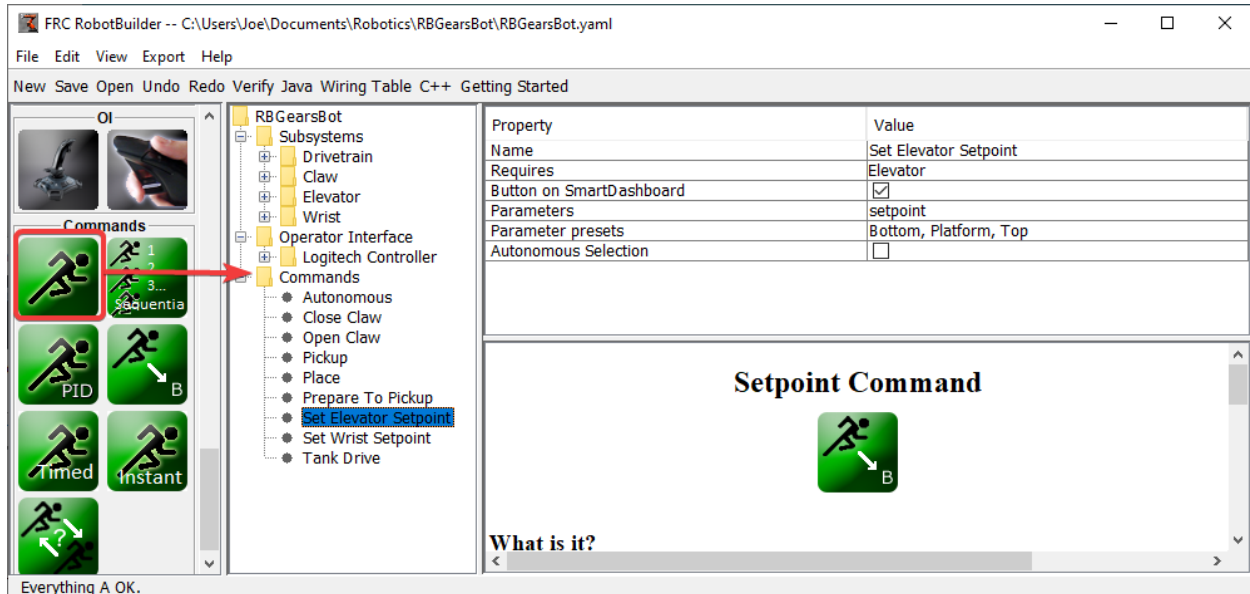 FRC RobotBuilder -- C:\Users\Joe\Documents\Robotics\RBGearsBot\RBGearsBot.yaml
File Edit View Export Help
New Save Open Undo Redo Verify Java Wiring Table C++ Getting Started
OI
Commands
1
2
3...
Sequentia
PID
B
Timed
Instant
?
RBGearsBot
Subsystems
Drivetrain
Claw
Elevator
Wrist
Operator Interface
Logitech Controller
Commands
Autonomous
Close Claw
Open Claw
Pickup
Place
Prepare To Pickup
Set Elevator Setpoint
Set Wrist Setpoint
Tank Drive
Property Value
Name Set Elevator Setpoint
Requires Elevator
Button on SmartDashboard
Parameters setpoint
Parameter presets Bottom, Platform, Top
Autonomous Selection
Setpoint Command
B
What is it?
Everything A OK.